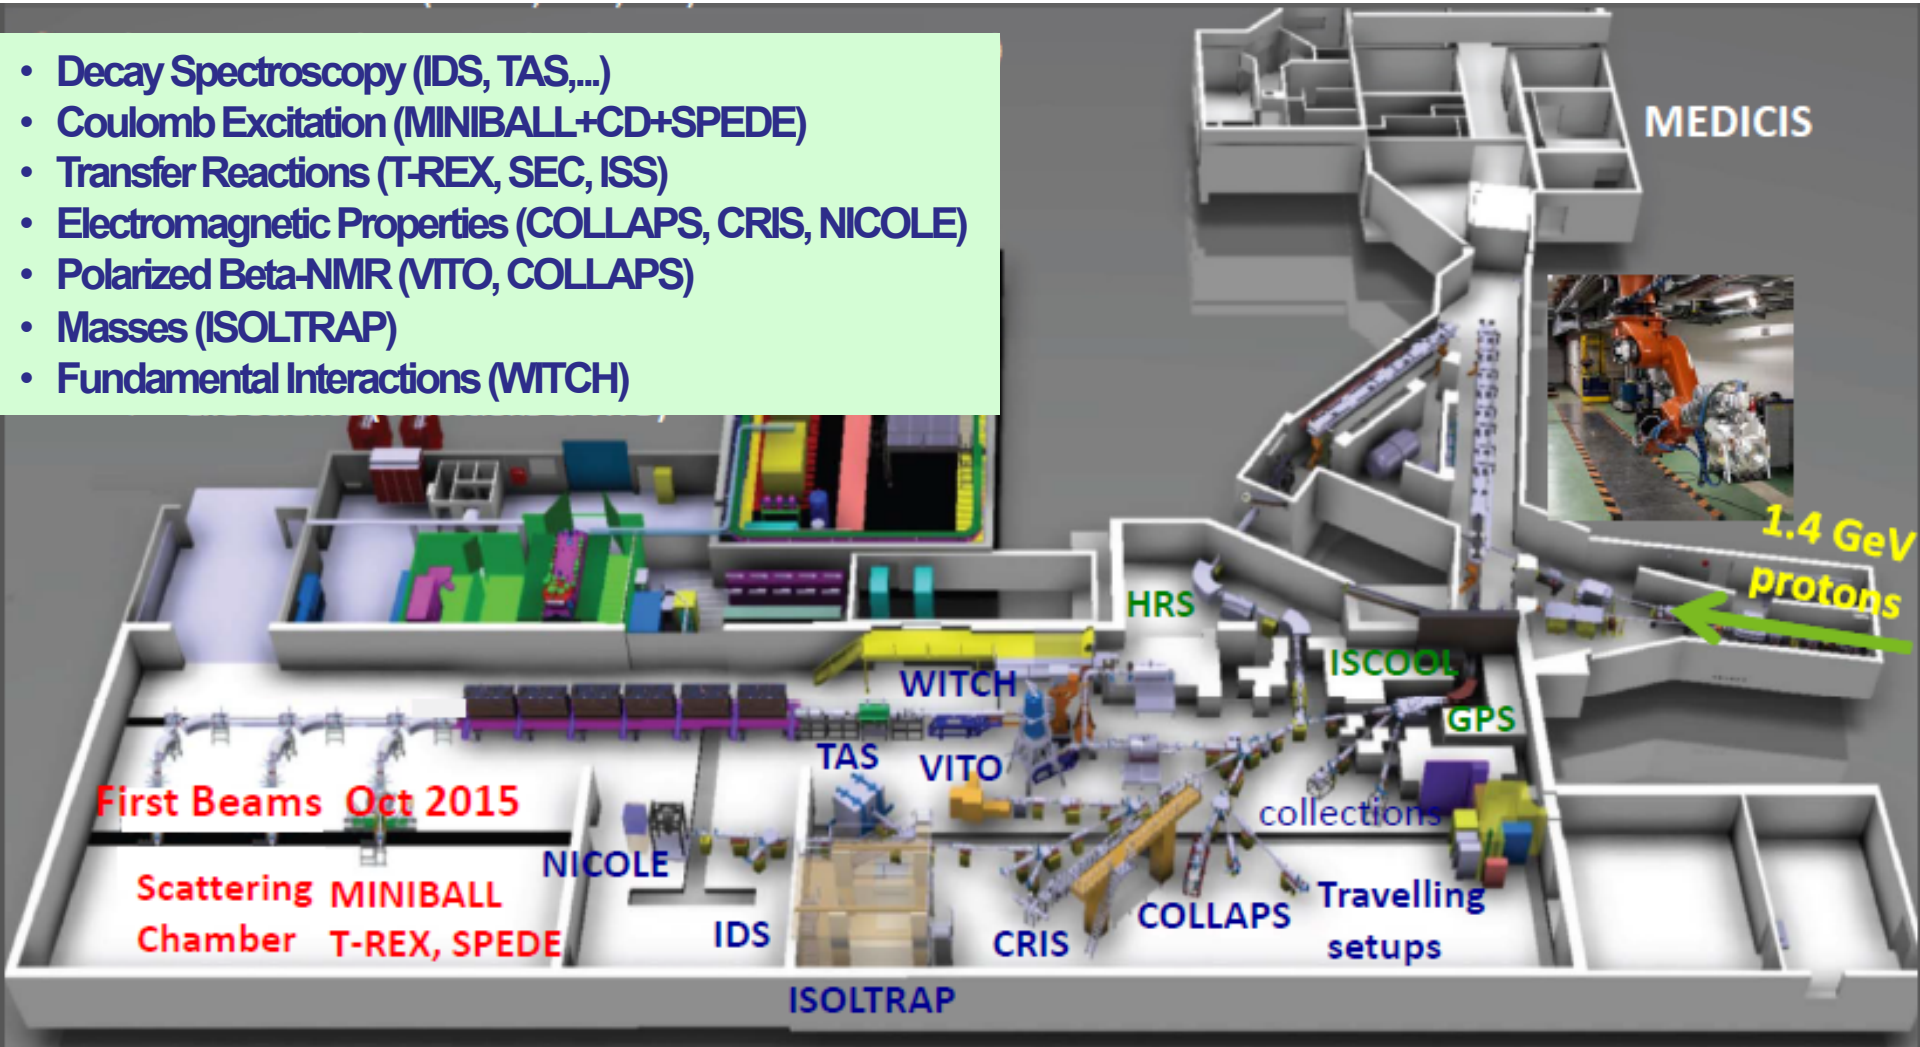 • Decay Spectroscopy (IDS, TAS,...)
• Coulomb Excitation (MINIBALL+CD+SPEDE)
• Transfer Reactions (T-REX, SEC, ISS)
• Electromagnetic Properties (COLLAPS, CRIS, NICOLE)
• Polarized Beta-NMR (VITO, COLLAPS)
• Masses (ISOLTRAP)
• Fundamental Interactions (WITCH)
MEDICIS
1.4 GeV
protons
HRS
ISCOOL
WITCH
GPS
TAS
VITO
First Beams Oct 2015
collections
NICOLE
Scattering
Chamber
MINIBALL
T-REX, SPEDE
IDS
CRIS
COLLAPS
Travelling
setups
ISOLTRAP